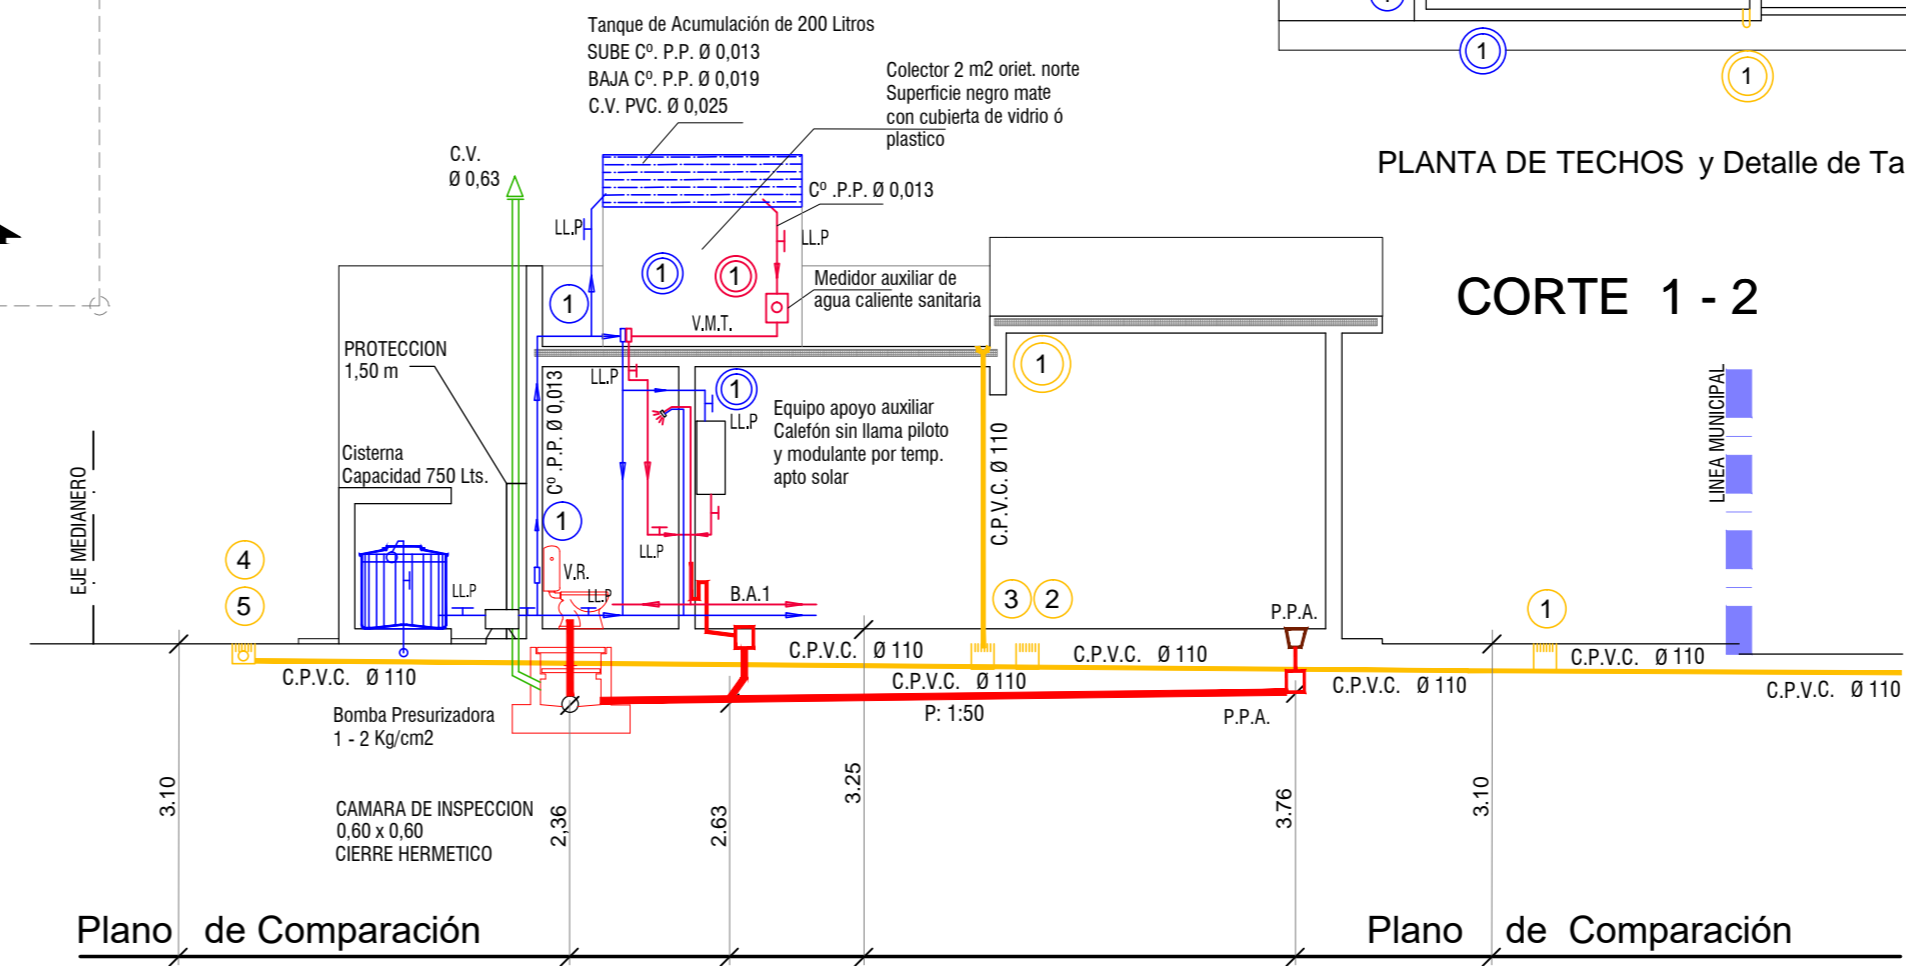 Tanque de Acumulación de 200 Litros
SUBE Cº. P.P. Ø 0,013
BAJA Cº. P.P. Ø 0,019
C.V. PVC. Ø 0,025
Colector 2 m2 oriet. norte
Superficie negro mate
con cubierta de vidrio ó
plastico
1
1
1
PLANTA DE TECHOS y Detalle de Ta
C.V.
Ø 0,63
Cº .P.P. Ø 0,013
LL.P
LL.P
1
1
1
Medidor auxiliar de
agua caliente sanitaria
V.M.T.
CORTE 1 - 2
PROTECCION
1,50 m
LL.P
1
1
LL.P
Equipo apoyo auxiliar
Calefón sin llama piloto
y modulante por temp.
apto solar
Cº .P.P. Ø 0,013
C.P.V.C. Ø 110
LINEA MUNICIPAL
EJE MEDIANERO
Cisterna
Capacidad 750 Lts.
1
LL.P
4
5
V.R.
LL.P
LL.P
B.A.1
3
2
P.P.A.
1
C.P.V.C. Ø 110
C.P.V.C. Ø 110
C.P.V.C. Ø 110
C.P.V.C. Ø 110
C.P.V.C. Ø 110
C.P.V.C. Ø 110
C.P.V.C. Ø 110
Bomba Presurizadora
1 - 2 Kg/cm2
P: 1:50
P.P.A.
CAMARA DE INSPECCION
0,60 x 0,60
CIERRE HERMETICO
3.10
2,36
2.63
3.25
3.76
3.10
Plano de Comparación
Plano de Comparación